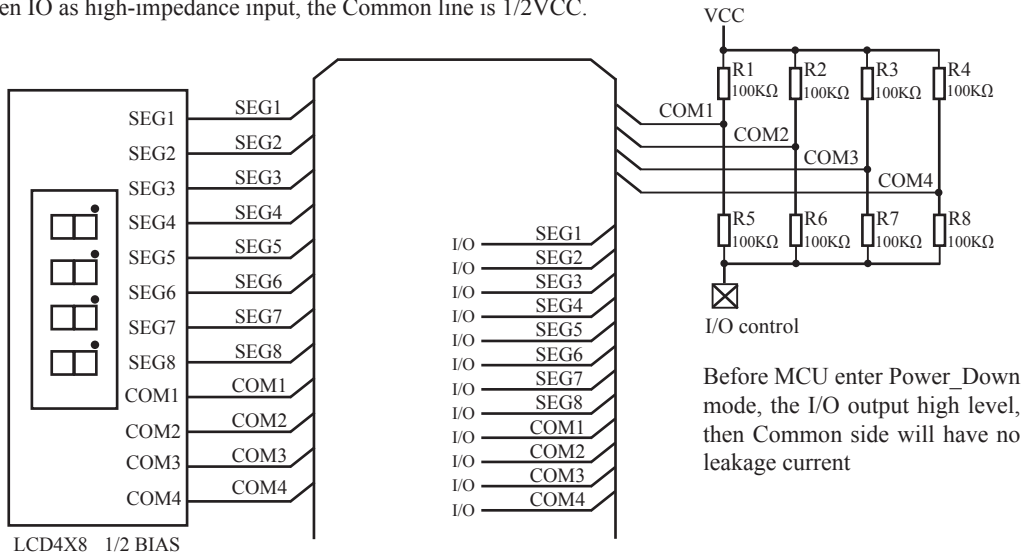 en IO as high-impedance input, the Common line is 1/2VCC.
VCC
R1
100KΩ
R2
100KΩ
R3
100KΩ
R4
100KΩ
COM1
COM2
COM3
COM4
R5
100KΩ
R6
100KΩ
R7
100KΩ
R8
100KΩ
I/O control
Before MCU enter Power_Down
mode, the I/O output high level,
then Common side will have no
leakage current
SEG1
SEG2
SEG3
SEG4
SEG5
SEG6
SEG7
SEG8
COM1
COM2
COM3
COM4
SEG1
SEG2
SEG3
SEG4
SEG5
SEG6
SEG7
SEG8
COM1
COM2
COM3
COM4
I/O SEG1
I/O SEG2
I/O SEG3
I/O SEG4
I/O SEG5
I/O SEG6
I/O SEG7
I/O SEG8
I/O COM1
I/O COM2
I/O COM3
I/O COM4
LCD4X8 1/2 BIAS